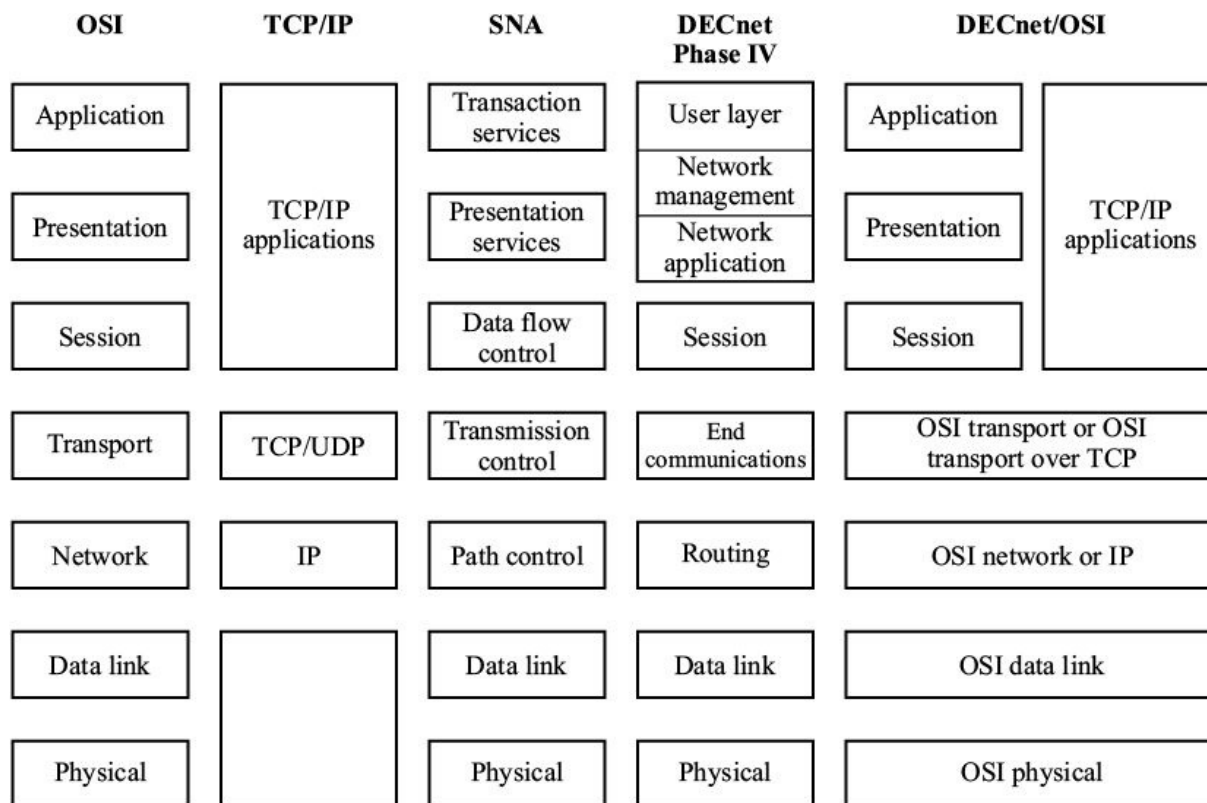 OSI
TCP/IP
SNA
DECnet
Phase IV
DECnet/OSI
Application
Transaction
services
User layer
Application
Network
management
Presentation
TCP/IP
applications
Presentation
services
Network
application
Presentation
TCP/IP
applications
Session
Data flow
control
Session
Session
Transport
TCP/UDP
Transmission
control
End
communications
OSI transport or OSI
transport over TCP
Network
IP
Path control
Routing
OSI network or IP
Data link
Data link
Data link
OSI data link
Physical
Physical
Physical
OSI physical